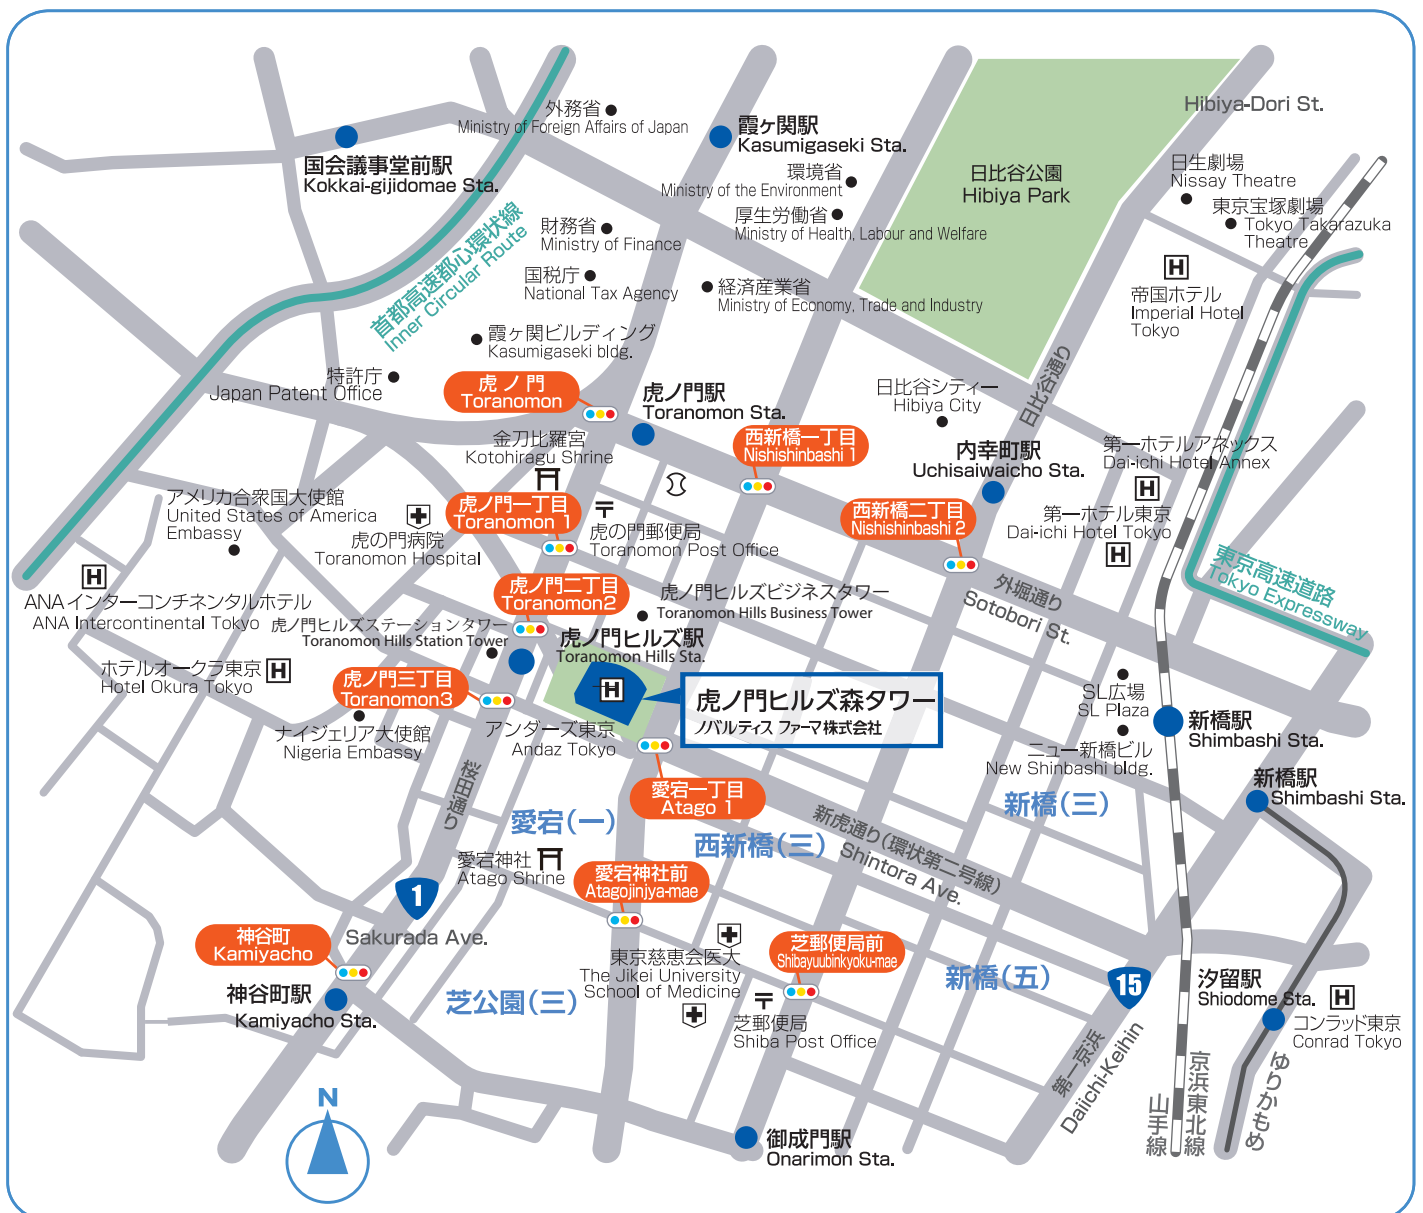 外務省
Ministry of Foreign Affairs of Japan
霞ヶ関駅
Kasumigaseki Sta.
Hibiya-Dori St.
国会議事堂前駅
Kokkai-gijidomae Sta.
環境省
Ministry of the Environment
日比谷公園
Hibiya Park
日生劇場
Nissay Theatre
東京宝塚劇場
Tokyo Takarazuka
Theatre
厚生労働省
Ministry of Health, Labour and Welfare
財務省
Ministry of Finance
首都高速都心環状線
Inner Circular Route
国税庁
National Tax Agency
経済産業省
Ministry of Economy, Trade and Industry
H
帝国ホテル
Imperial Hotel
Tokyo
霞ヶ関ビルディング
Kasumigaseki bldg.
特許庁
Japan Patent Office
虎ノ門
Toranomon
虎ノ門駅
Toranomon Sta.
日比谷シティー
Hibiya City
日比谷通り
金刀比羅宮
Kotohiragu Shrine
西新橋一丁目
Nishishinbashi 1
内幸町駅
Uchisaiwaicho Sta.
第一ホテルアネックス
Dai-ichi Hotel Annex
H
アメリカ合衆国大使館
United States of America
Embassy
虎の門病院
Toranomon Hospital
虎ノ門一丁目
Toranomon 1
〒
虎の門郵便局
Toranomon Post Office
西新橋二丁目
Nishishinbashi 2
第一ホテル東京
Dai-ichi Hotel Tokyo
H
東京高速道路
Tokyo Expressway
外堀通り
Sotobori St.
H
ANAインターコンチネンタルホテル
ANA Intercontinental Tokyo
虎ノ門二丁目
Toranomon2
虎ノ門ヒルズビジネスタワー
Toranomon Hills Business Tower
虎ノ門ヒルズステーションタワー
Toranomon Hills Station Tower
虎ノ門ヒルズ駅
Toranomon Hills Sta.
ホテルオークラ東京
Hotel Okura Tokyo
H
虎ノ門三丁目
Toranomon3
H
虎ノ門ヒルズ森タワー
ノバルティス ファーマ株式会社
SL広場
SL Plaza
新橋駅
Shimbashi Sta.
ナイジェリア大使館
Nigeria Embassy
アンダーズ東京
Andaz Tokyo
ニュー新橋ビル
New Shinbashi bldg.
新橋駅
Shimbashi Sta.
桜田通り
愛宕一丁目
Atago 1
愛宕(一)
西新橋(三)
新橋(三)
新虎通り(環状第二号線)
Shintora Ave.
愛宕神社
Atago Shrine
愛宕神社前
Atagojinjya-mae
1
Sakurada Ave.
神谷町
Kamiyacho
東京慈恵会医大
The Jikei University
School of Medicine
芝郵便局前
Shibayuubinkyoku-mae
新橋(五)
15
汐留駅
Shiodome Sta.
H
コンラッド東京
Conrad Tokyo
神谷町駅
Kamiyacho Sta.
芝公園(三)
〒
芝郵便局
Shiba Post Office
第一京浜
Daiichi-Keihin
京浜東北線
山手線
ゆりかもめ
N
御成門駅
Onarimon Sta.